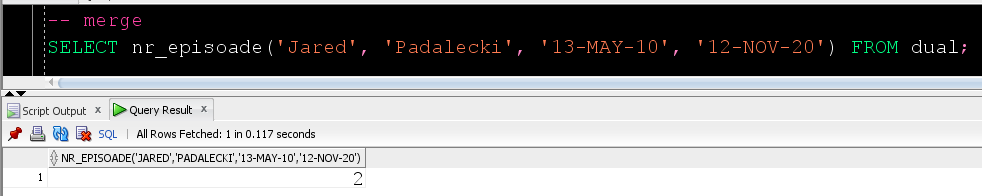 -- merge
SELECT nr_episoade('Jared', 'Padalecki', '13-MAY-10', '12-NOV-20') FROM dual;
Script Output x Query Result x
SQL | All Rows Fetched: 1 in 0.117 seconds
NR_EPISOADE('JARED','PADALECKI','13-MAY-10','12-NOV-20')
1 2